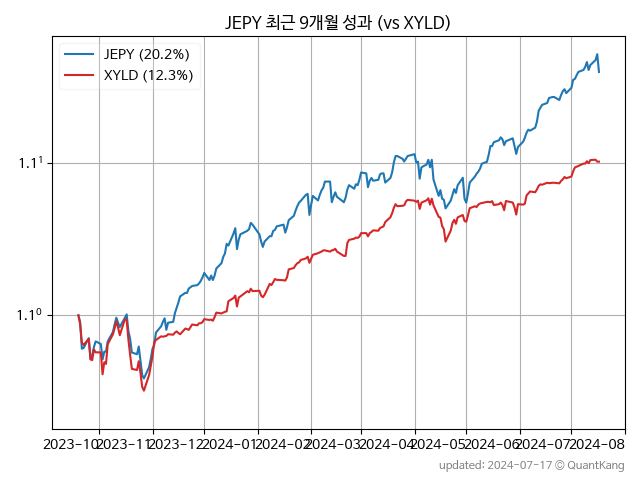 JEPY 최근 9개월 성과 (vs XYLD)
JEPY (20.2%)
XYLD (12.3%)
1.11¹
1.11⁰
2023-10 2023-11 2023-12 2024-01 2024-02 2024-03 2024-04 2024-05 2024-06 2024-07 2024-08
updated: 2024-07-17 © QuantKang